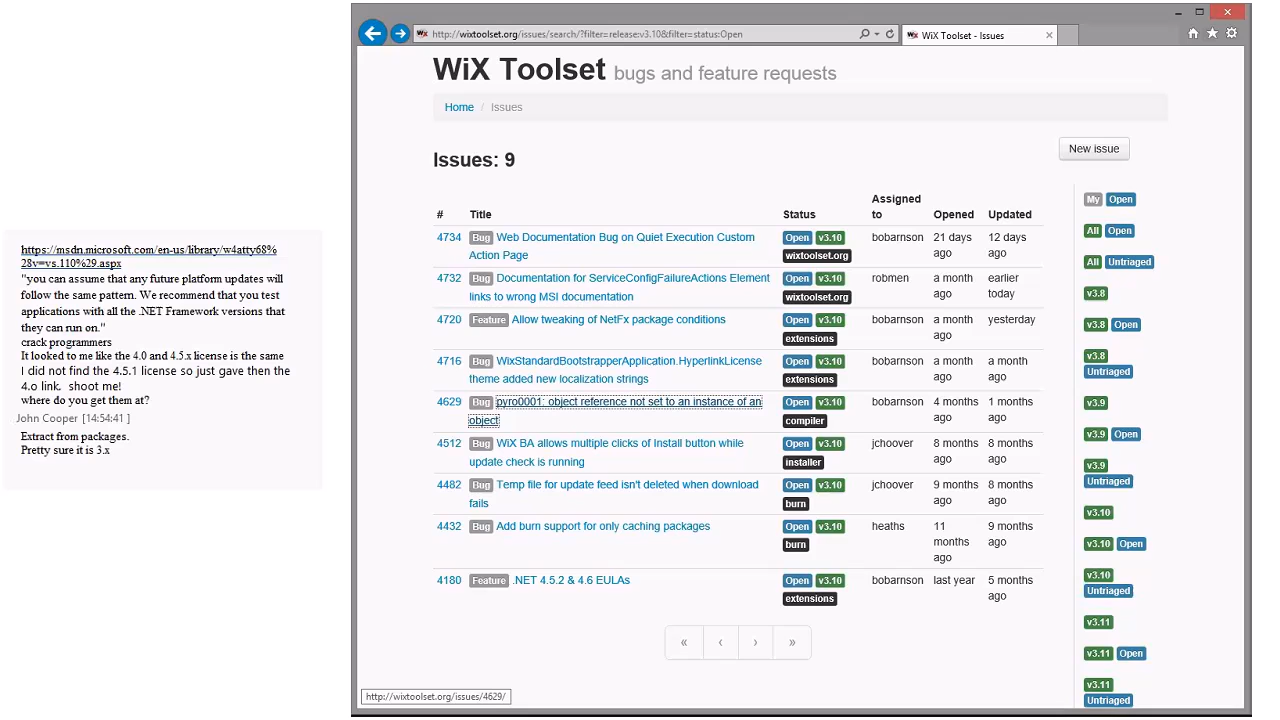 https://msdn.microsoft.com/en-us/library/w4atty68%
28v=vs.110%29.aspx
"you can assume that any future platform updates will
follow the same pattern. We recommend that you test
applications with all the .NET Framework versions that
they can run on."
crack programmers
It looked to me like the 4.0 and 4.5.x license is the same
I did not find the 4.5.1 license so just gave then the
4.o link. shoot me!
where do you get them at?
John Cooper [14:54:41 ]
Extract from packages.
Pretty sure it is 3.x
http://wixtoolset.org/issues/search/?filter=release:v3.10&filter=status:Open
WiX Toolset - Issues
WiX Toolset bugs and feature requests
Home / Issues
Issues: 9
New issue
# Title Status Assigned to Opened Updated
4734 Bug Web Documentation Bug on Quiet Execution Custom Open v3.10 bobarnson 21 days 12 days
Action Page wixtoolset.org ago ago
4732 Bug Documentation for ServiceConfigFailureActions Element Open v3.10 robmen a month earlier
links to wrong MSI documentation wixtoolset.org ago today
4720 Feature Allow tweaking of NetFx package conditions Open v3.10 bobarnson a month yesterday
extensions ago
4716 Bug WixStandardBootstrapperApplication.HyperlinkLicense Open v3.10 bobarnson a month a month
theme added new localization strings extensions ago ago
4629 Bug pyro0001: object reference not set to an instance of an Open v3.10 bobarnson 4 months 1 months
object compiler ago ago
4512 Bug WiX BA allows multiple clicks of Install button while Open v3.10 jchoover 8 months 8 months
update check is running installer ago ago
4482 Bug Temp file for update feed isn't deleted when download Open v3.10 jchoover 9 months 8 months
fails burn ago ago
4432 Bug Add burn support for only caching packages Open v3.10 heaths 11 9 months
burn months ago
ago
4180 Feature .NET 4.5.2 & 4.6 EULAs Open v3.10 bobarnson last year 5 months
extensions ago
« ‹ › »
My Open
All Open
All Untriaged
v3.8
v3.8 Open
v3.8
Untriaged
v3.9
v3.9 Open
v3.9
Untriaged
v3.10
v3.10 Open
v3.10
Untriaged
v3.11
v3.11 Open
v3.11
Untriaged
http://wixtoolset.org/issues/4629/